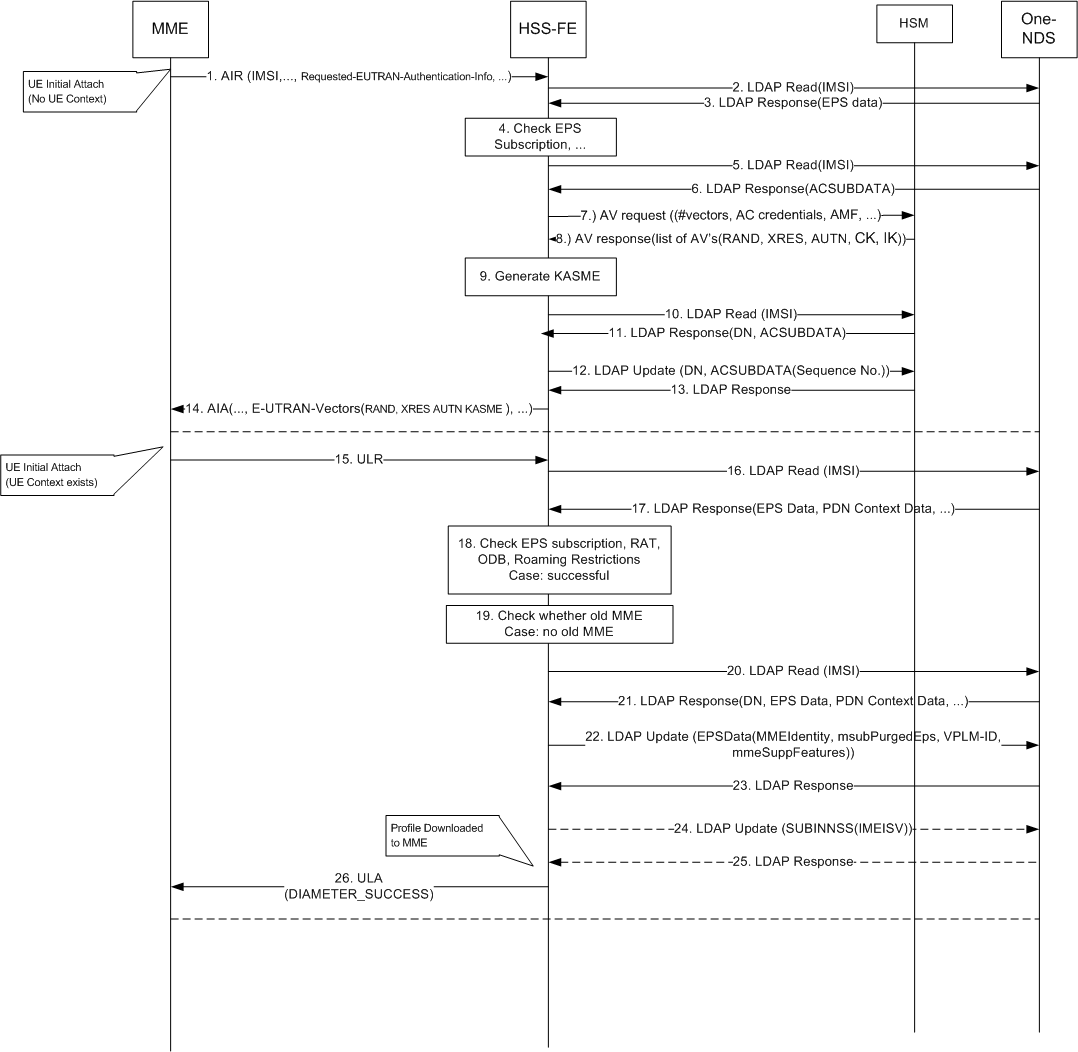 MME
HSS-FE
HSM
One-
NDS
UE Initial Attach
(No UE Context)
1. AIR (IMSI,..., Requested-EUTRAN-Authentication-Info, ...)
2. LDAP Read(IMSI)
3. LDAP Response(EPS data)
4. Check EPS
Subscription, ...
5. LDAP Read(IMSI)
6. LDAP Response(ACSUBDATA)
7.) AV request ((#vectors, AC credentials, AMF, ...)
8.) AV response(list of AV's(RAND, XRES, AUTN, CK, IK))
9. Generate KASME
10. LDAP Read (IMSI)
11. LDAP Response(DN, ACSUBDATA)
12. LDAP Update (DN, ACSUBDATA(Sequence No.))
13. LDAP Response
14. AIA(..., E-UTRAN-Vectors(RAND, XRES AUTN KASME ), ...)
UE Initial Attach
(UE Context exists)
15. ULR
16. LDAP Read (IMSI)
17. LDAP Response(EPS Data, PDN Context Data, ...)
18. Check EPS subscription, RAT,
ODB, Roaming Restrictions
Case: successful
19. Check whether old MME
Case: no old MME
20. LDAP Read (IMSI)
21. LDAP Response(DN, EPS Data, PDN Context Data, ...)
22. LDAP Update (EPSData(MMEIdentity, msubPurgedEps, VPLM-ID,
mmeSuppFeatures))
23. LDAP Response
Profile Downloaded
to MME
24. LDAP Update (SUBINNSS(IMEISV))
25. LDAP Response
26. ULA
(DIAMETER_SUCCESS)